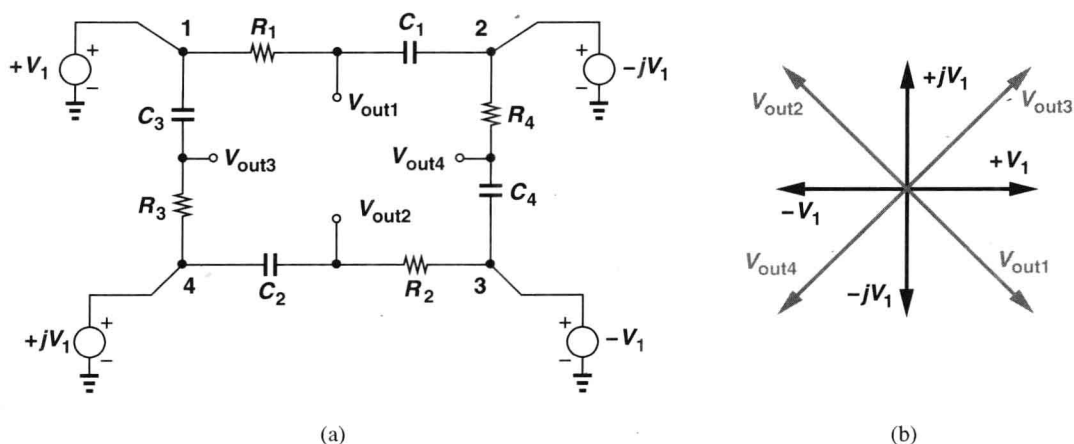 1
R1
C1
2
+V1
+
−
+
−
−jV1
C3
Vout1
R4
Vout3
Vout4
R3
Vout2
C4
4
C2
R2
3
+jV1
+
−
+
−
−V1
(a)
+jV1
Vout2
Vout3
+V1
−V1
Vout4
Vout1
−jV1
(b)